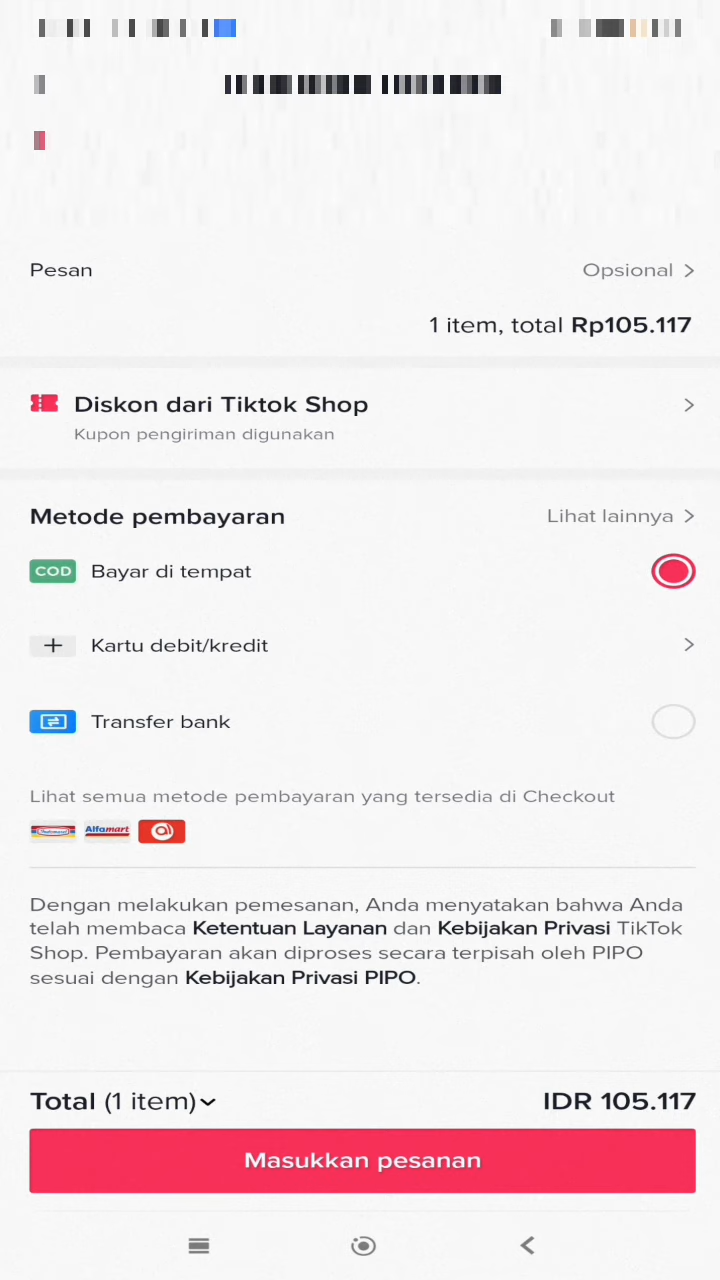 Pesan
Opsional
1 item, total Rp105.117
Diskon dari Tiktok Shop
Kupon pengiriman digunakan
Metode pembayaran
Lihat lainnya
COD Bayar di tempat
Kartu debit/kredit
Transfer bank
Lihat semua metode pembayaran yang tersedia di Checkout
Alfamart
Dengan melakukan pemesanan, Anda menyatakan bahwa Anda
telah membaca Ketentuan Layanan dan Kebijakan Privasi TikTok
Shop. Pembayaran akan diproses secara terpisah oleh PIPO
sesuai dengan Kebijakan Privasi PIPO.
Total (1 item)
IDR 105.117
Masukkan pesanan